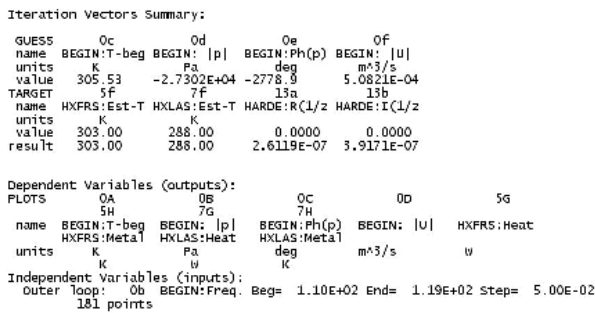 Iteration Vectors Summary:
GUESS 0c 0d 0e 0f
name BEGIN:T-beg BEGIN: |p| BEGIN:Ph(p) BEGIN: |U|
units K Pa deg m^3/s
value 305.53 -2.7302E+04 -2778.9 5.0821E-04
TARGET 5f 7f 13a 13b
name HXFRS:Est-T HXLAS:Est-T HARDE:R(1/z HARDE:I(1/z
units K K
value 303.00 288.00 0.0000 0.0000
result 303.00 288.00 2.6119E-07 3.9171E-07
Dependent Variables (outputs):
PLOTS 0A 0B 0C 0D 5G
5H 7G 7H
name BEGIN:T-beg BEGIN: |p| BEGIN:Ph(p) BEGIN: |U| HXFRS:Heat
HXFRS:Metal HXLAS:Heat HXLAS:Metal
units K Pa deg m^3/s W
K W K
Independent Variables (inputs):
Outer loop: 0b BEGIN:Freq. Beg= 1.10E+02 End= 1.19E+02 Step= 5.00E-02
181 points